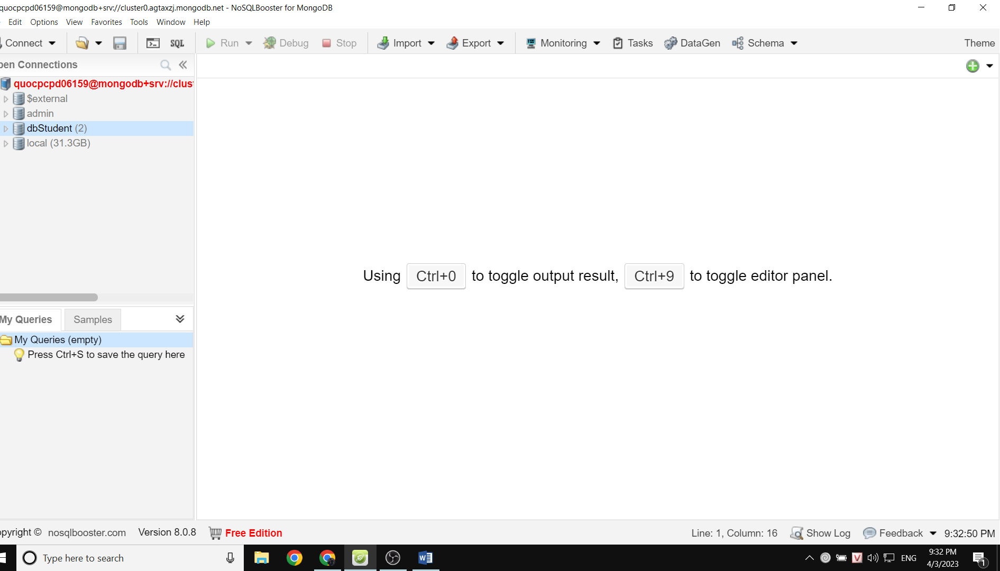 quocpcpd06159@mongodb+srv://cluster0.agtaxzj.mongodb.net - NoSQLBooster for MongoDB
Edit Options View Favorites Tools Window Help
Connect SQL Run Debug Stop Import Export Monitoring Tasks DataGen Schema Theme
pen Connections
quocpcpd06159@mongodb+srv://clus
$external
admin
dbStudent (2)
local (31.3GB)
Using Ctrl+0 to toggle output result, Ctrl+9 to toggle editor panel.
My Queries Samples
My Queries (empty)
Press Ctrl+S to save the query here
opyright © nosqlbooster.com Version 8.0.8 Free Edition Line: 1, Column: 16 Show Log Feedback 9:32:50 PM
Type here to search ENG 9:32 PM
4/3/2023 1